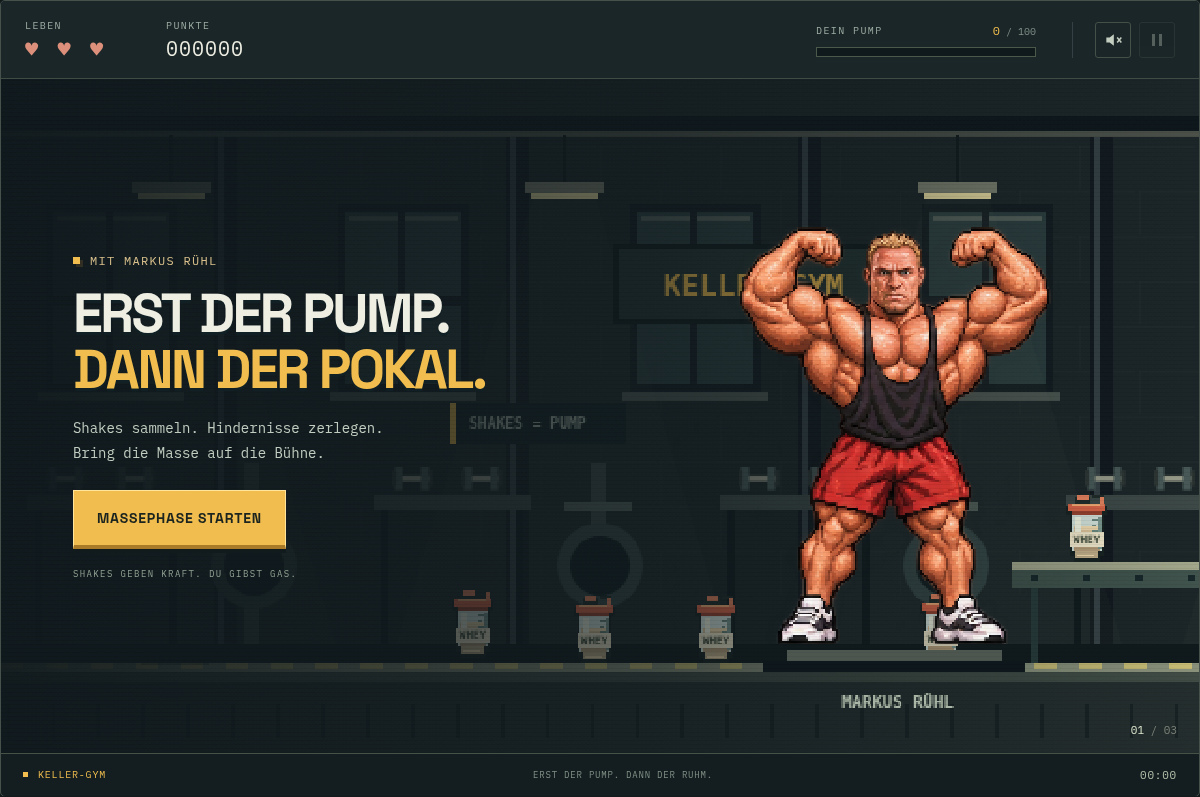 LEBEN
PUNKTE
000000
DEIN PUMP
0 / 100
MIT MARKUS RÜHL
ERST DER PUMP.
DANN DER POKAL.
Shakes sammeln. Hindernisse zerlegen.
Bring die Masse auf die Bühne.
MASSEPHASE STARTEN
SHAKES GEBEN KRAFT. DU GIBST GAS.
SHAKES = PUMP
WHEY
WHEY
WHEY
WHEY
MARKUS RÜHL
01 / 03
KELLER-GYM
ERST DER PUMP. DANN DER RUHM.
00:00